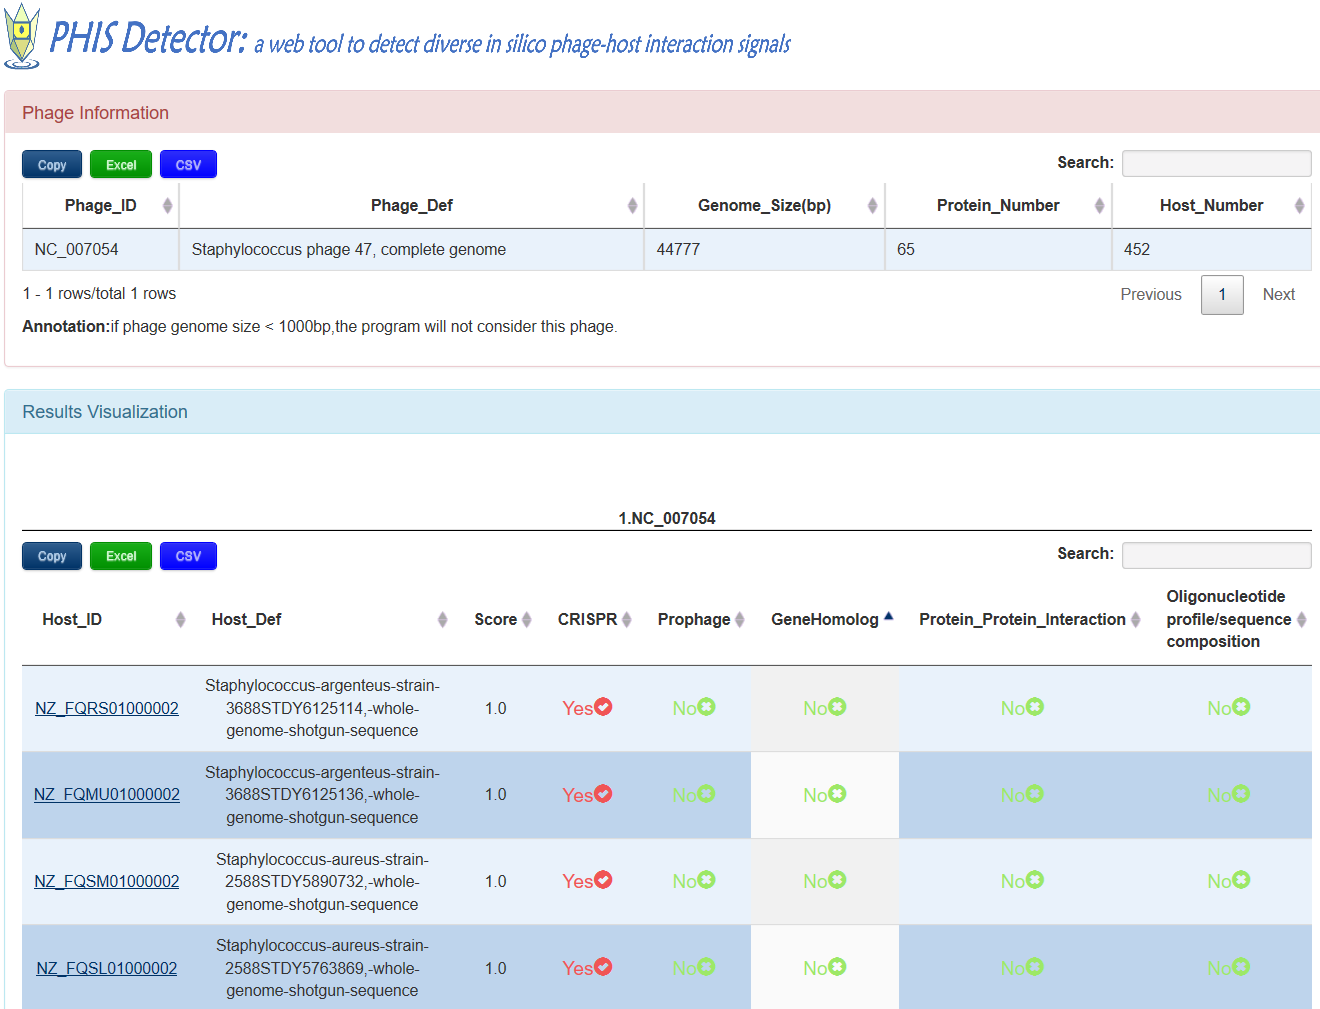 PHIS Detector: a web tool to detect diverse in silico phage-host interaction signals
Phage Information
Copy Excel CSV Search:
Phage_ID Phage_Def Genome_Size(bp) Protein_Number Host_Number
NC_007054 Staphylococcus phage 47, complete genome 44777 65 452
1 - 1 rows/total 1 rows Previous 1 Next
Annotation:if phage genome size < 1000bp,the program will not consider this phage.
Results Visualization
1.NC_007054
Copy Excel CSV Search:
Host_ID Host_Def Score CRISPR Prophage GeneHomolog Protein_Protein_Interaction Oligonucleotide
profile/sequence
composition
Staphylococcus-argenteus-strain-
NZ_FQRS01000002 3688STDY6125114,-whole- 1.0 Yes No No No No
genome-shotgun-sequence
Staphylococcus-argenteus-strain-
NZ_FQMU01000002 3688STDY6125136,-whole- 1.0 Yes No No No No
genome-shotgun-sequence
Staphylococcus-aureus-strain-
NZ_FQSM01000002 2588STDY5890732,-whole- 1.0 Yes No No No No
genome-shotgun-sequence
Staphylococcus-aureus-strain-
NZ_FQSL01000002 2588STDY5763869,-whole- 1.0 Yes No No No No
genome-shotgun-sequence